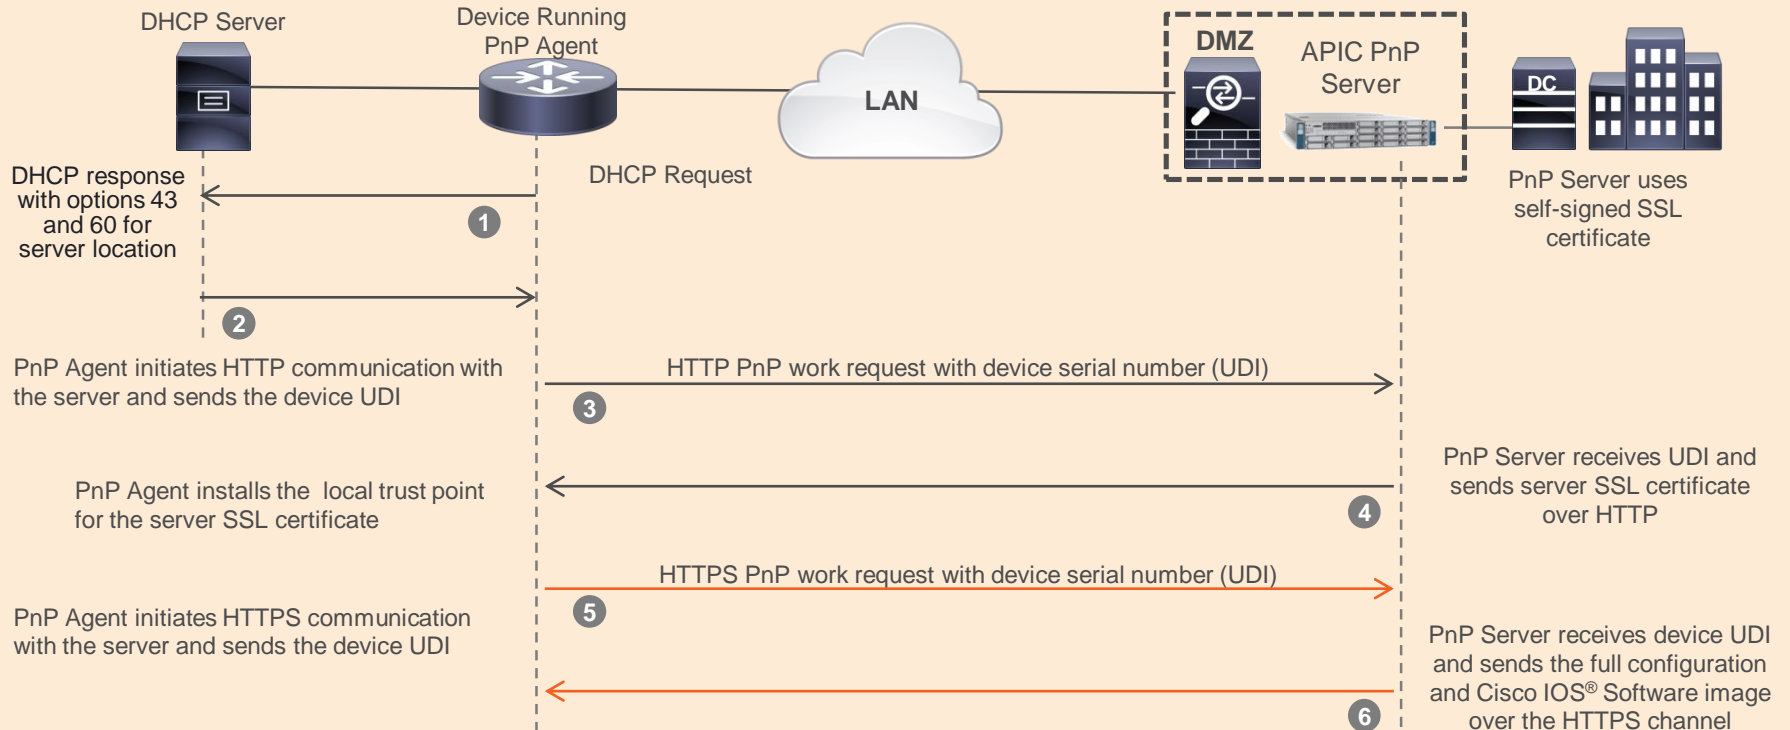 DHCP Server
Device Running
PnP Agent
DMZ
APIC PnP
Server
LAN
DC
DHCP response
with options 43
and 60 for
server location
DHCP Request
PnP Server uses
self-signed SSL
certificate
1
2
PnP Agent initiates HTTP communication with
the server and sends the device UDI
HTTP PnP work request with device serial number (UDI)
3
PnP Agent installs the local trust point
for the server SSL certificate
PnP Server receives UDI and
sends server SSL certificate
over HTTP
4
HTTPS PnP work request with device serial number (UDI)
5
PnP Agent initiates HTTPS communication
with the server and sends the device UDI
PnP Server receives device UDI
and sends the full configuration
and Cisco IOS® Software image
over the HTTPS channel
6